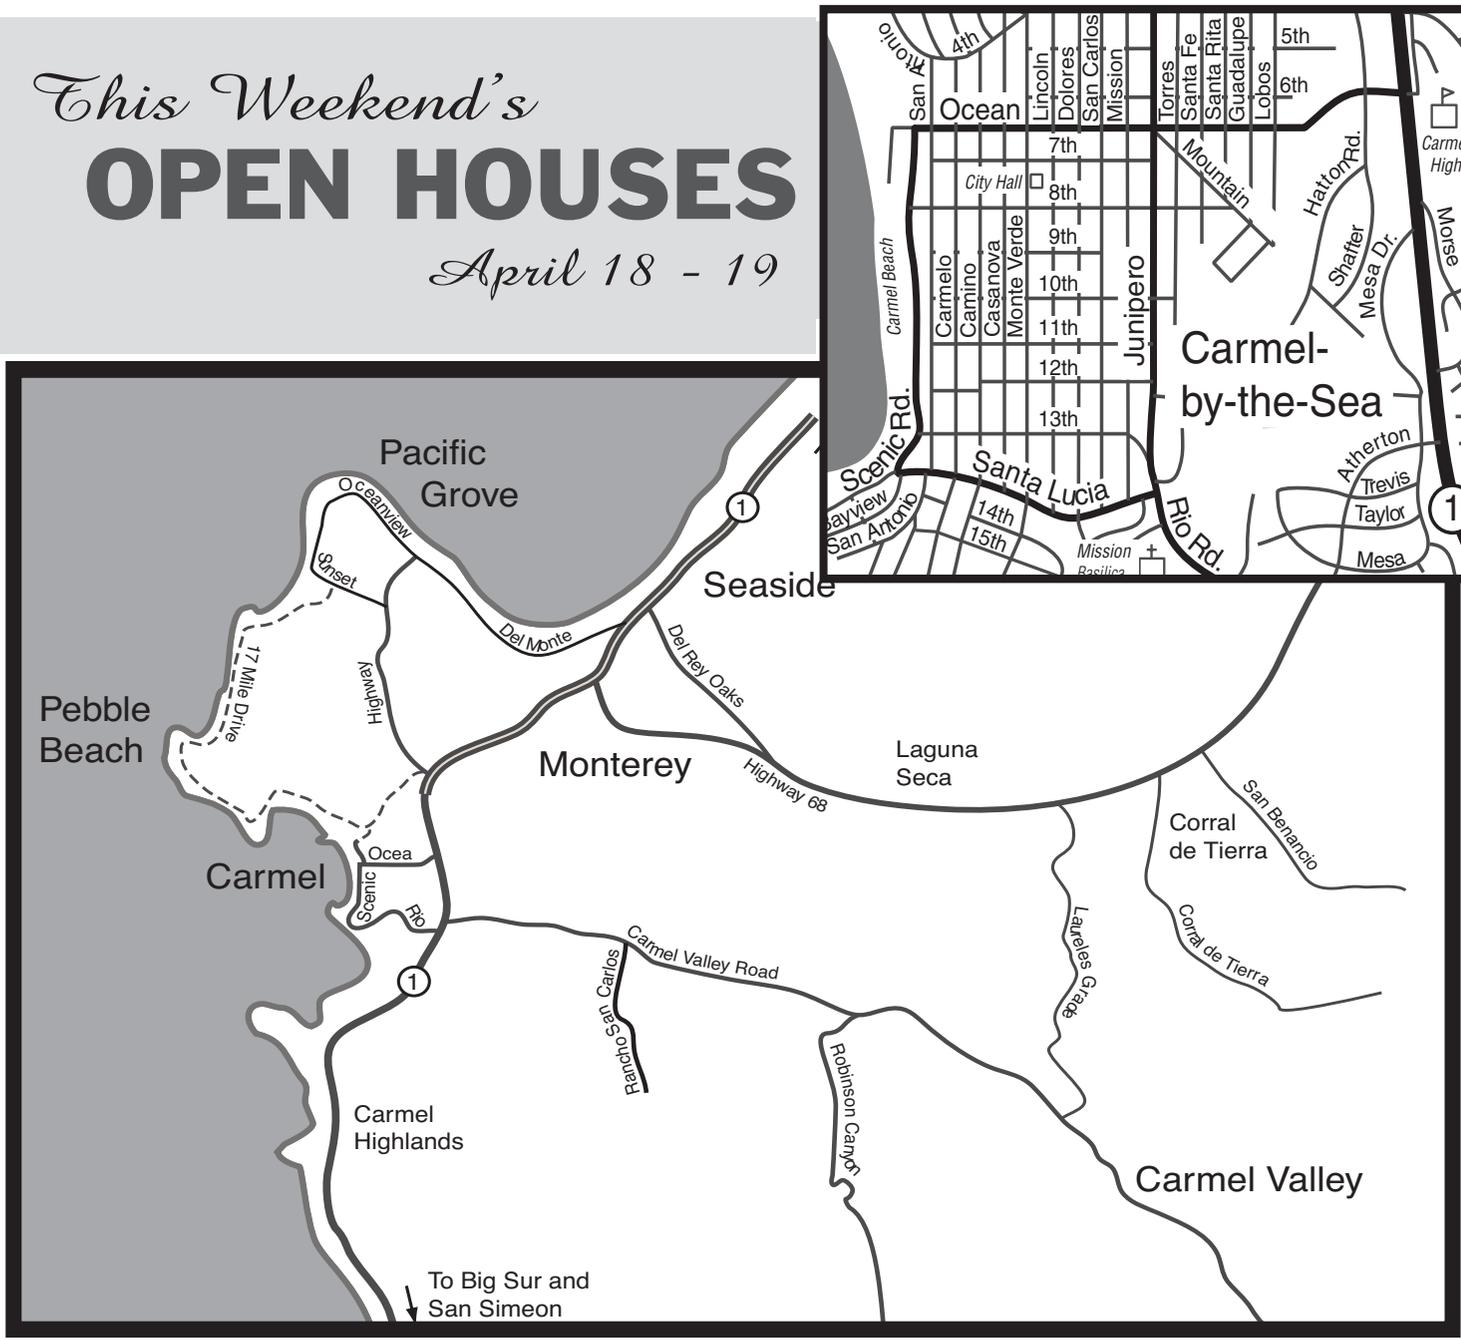 This Weekend's
OPEN HOUSES
April 18 - 19
San Antonio
4th
Lincoln
Dolores
San Carlos
Mission
Torres
Santa Fe
Santa Rita
Guadalupe
Lobos
5th
6th
Ocean
7th
City Hall
8th
Mountain
Hatton Rd.
Carme
High
Morse
9th
Carmel Beach
Carmelo
Camino
Casanova
Monte Verde
10th
11th
Junipero
Shafter
Mesa Dr.
Carmel-
by-the-Sea
12th
13th
Scenic Rd.
Santa Lucia
Atherton
Trevis
Taylor
Mesa
1
Bayview
San Antonio
14th
15th
Mission
Basilica
Rio Rd.
Pacific
Grove
Oceanview
Sunset
1
Seaside
Del Monte
Del Rey Oaks
17 Mile Drive
Highway
Pebble
Beach
Monterey
Highway 68
Laguna
Seca
San Benancio
Corral
de Tierra
Ocea
Carmel
Scenic
Rio
Carmel Valley Road
Laureles Grade
Corral de Tierra
1
Rancho San Carlos
Robinson Canyon
Carmel
Highlands
Carmel Valley
To Big Sur and
San Simeon